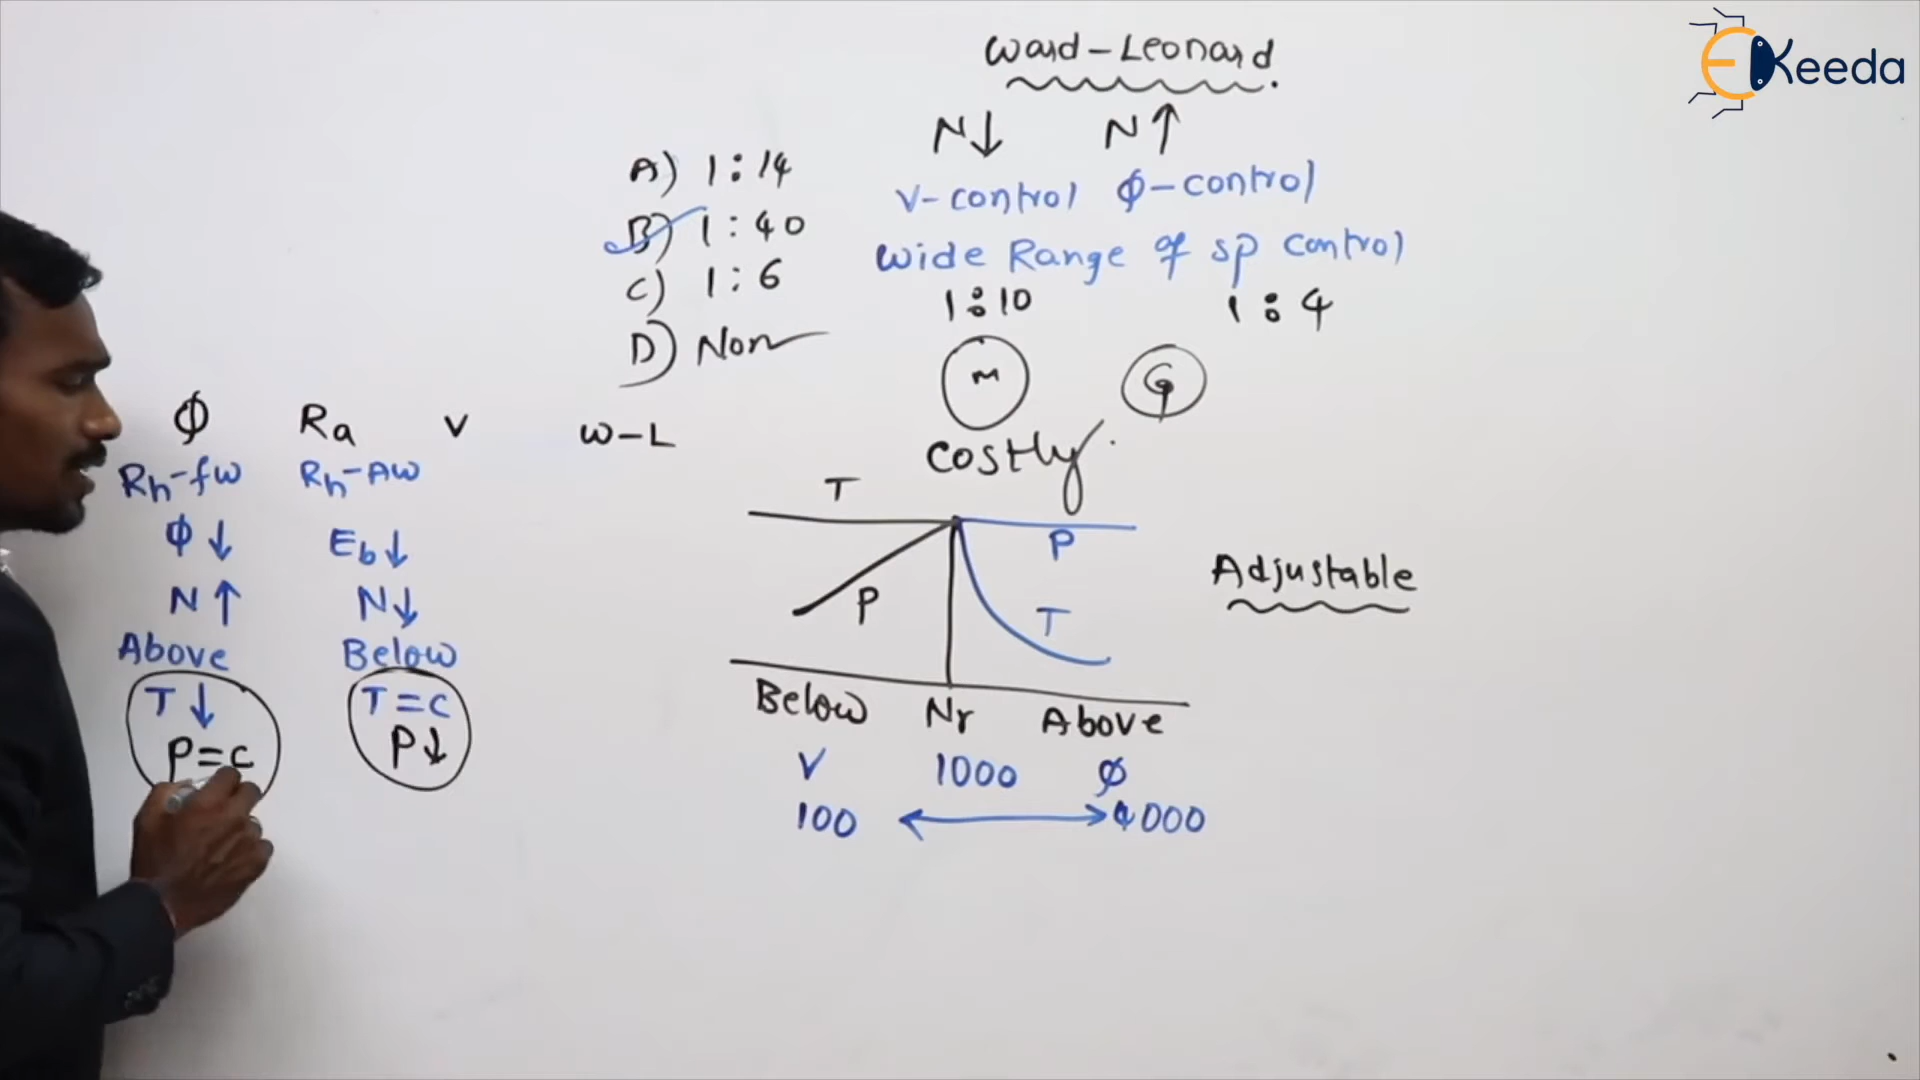 EKeeda
Ward-Leonard
N↓ N↑
V-control Φ-control
Wide Range of sp control
1:10 1:4
A) 1:14
B) 1:40
C) 1:6
D) Non
M G
Costly.
Φ Ra V W-L
Rh-fw Rh-Aw
Φ↓ Eb↓
N↑ N↓
Above Below
T↓ T=c
P=c P↓
T
P
P
T
Adjustable
Below Nr Above
V 1000 Φ
100 4000